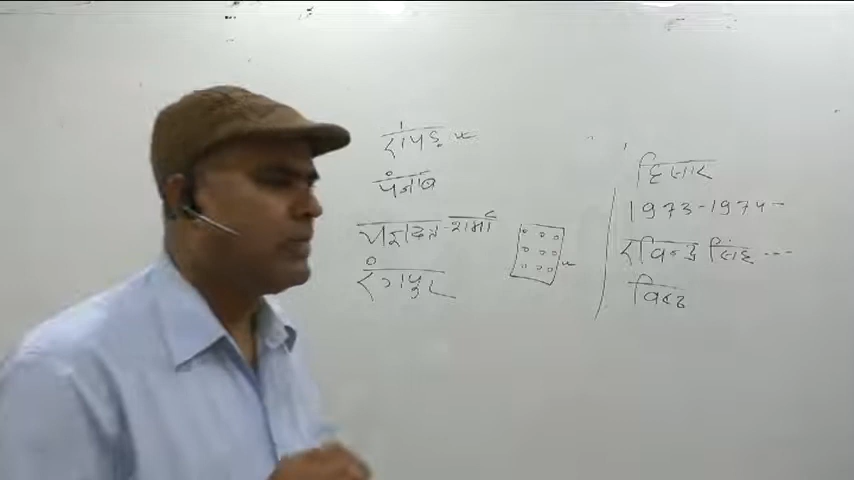 रोपड़
पंजाब
यज्ञदत्त शर्मा
रंगपुर
हिसार
1973-1974-
रविन्द्र सिंह ---
विस्ट